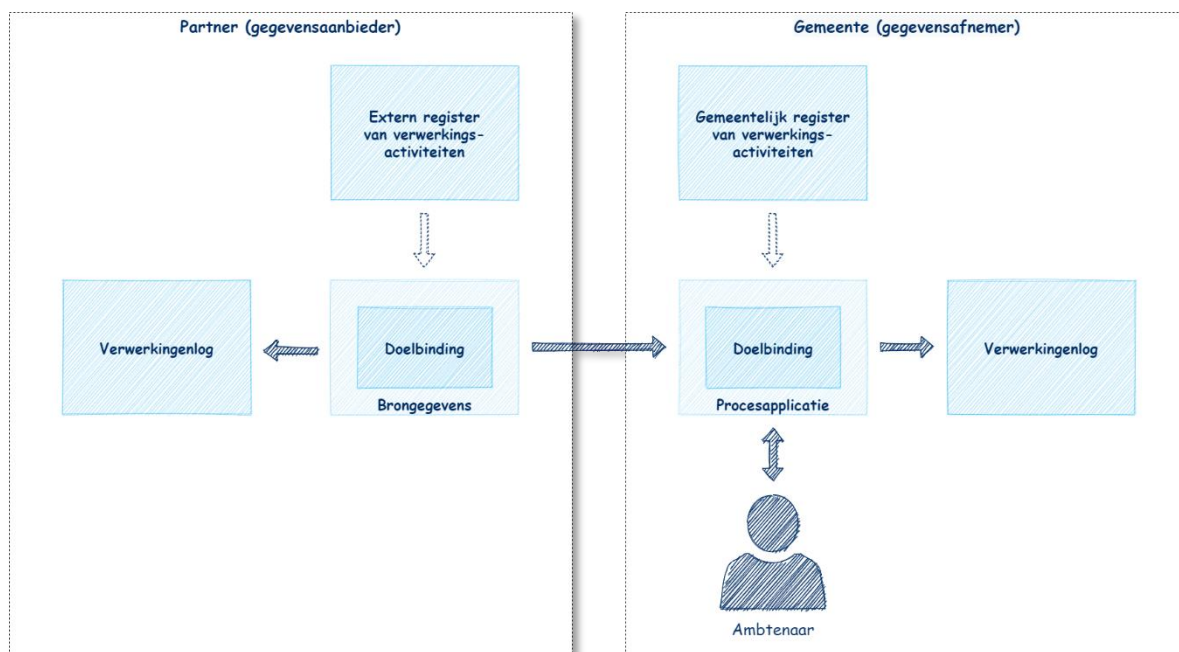 Partner (gegevensaanbieder)
Extern register
van verwerkings-
activiteiten
Verwerkingenlog
Doelbinding
Brongegevens
Gemeente (gegevensafnemer)
Gemeentelijk register
van verwerkings-
activiteiten
Doelbinding
Procesapplicatie
Verwerkingenlog
Ambtenaar